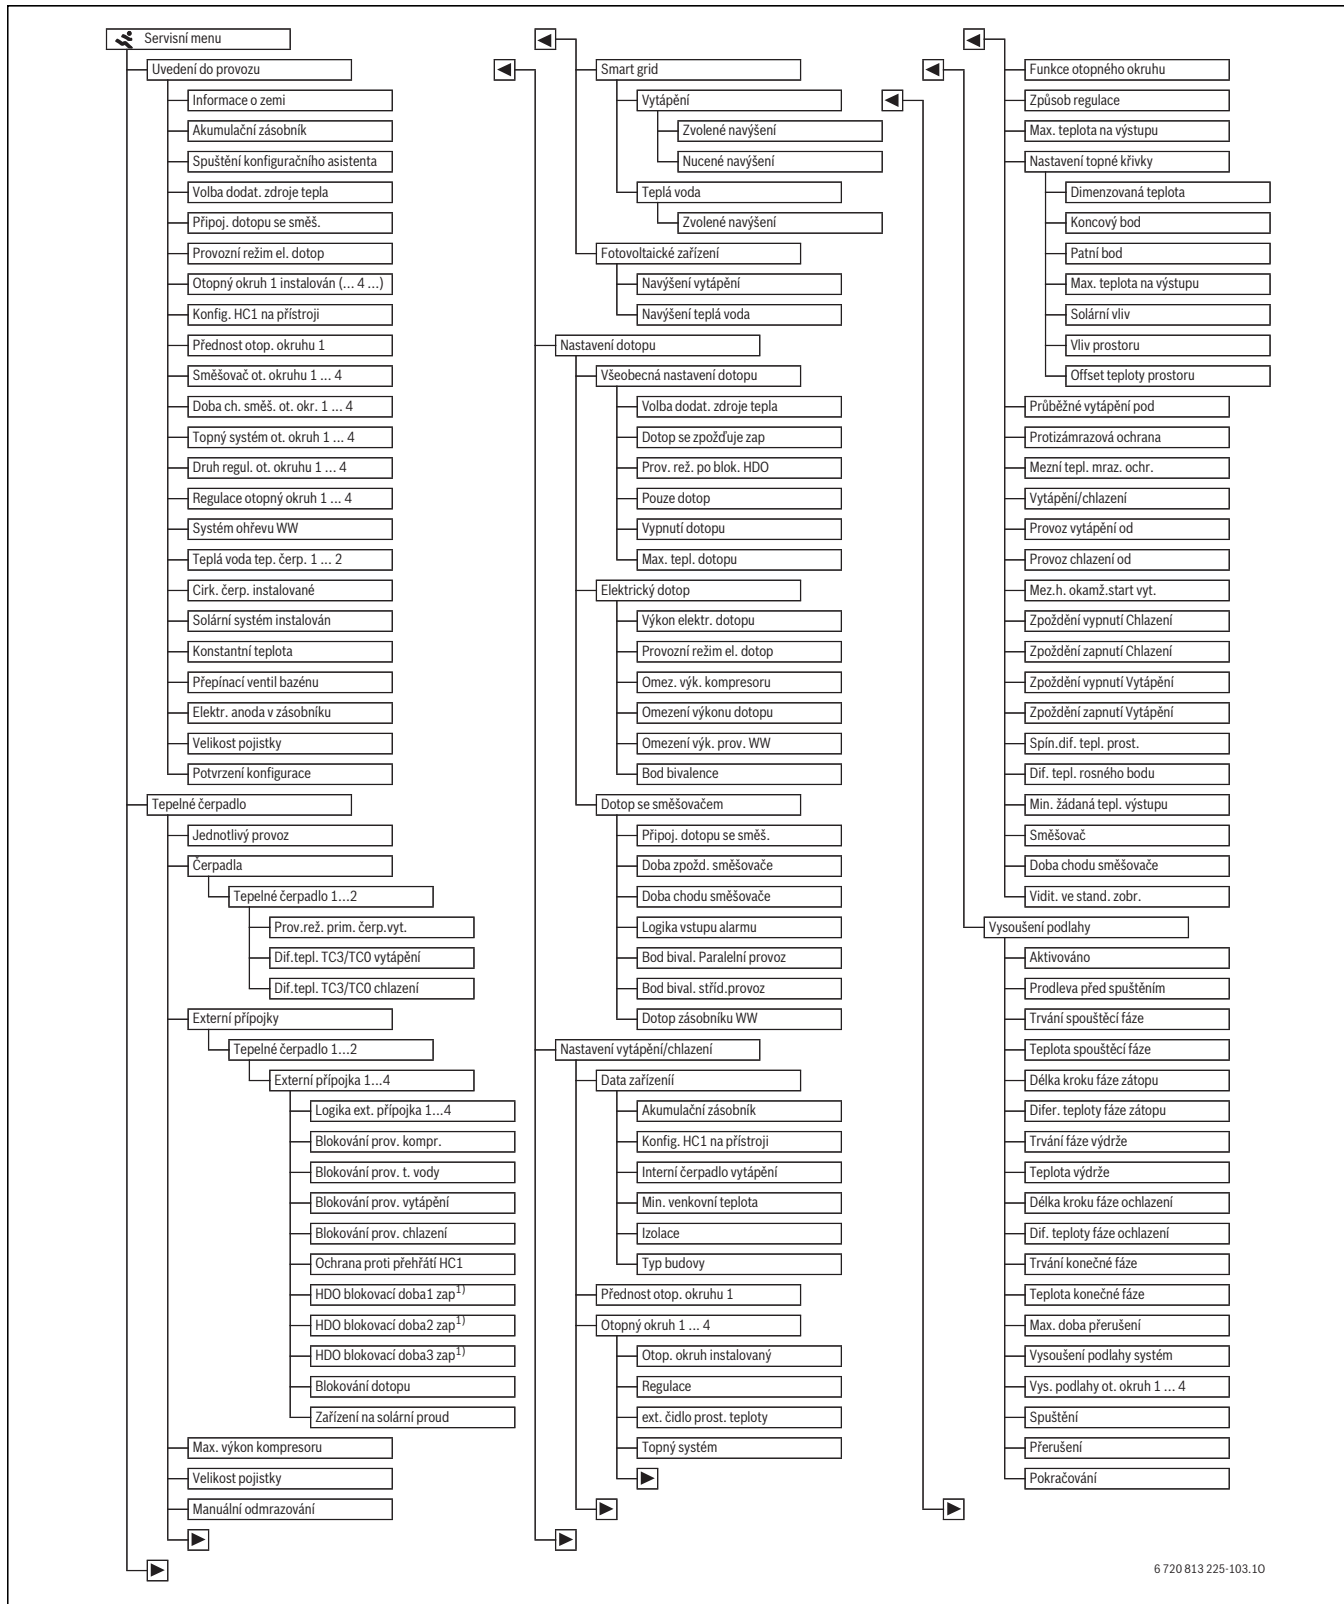 Servisní menu
Uvedení do provozu
Informace o zemi
Akumulační zásobník
Spuštění konfiguračního asistenta
Volba dodat. zdroje tepla
Připoj. dotopu se směš.
Provozní režim el. dotop
Otopný okruh 1 instalován (... 4 ...)
Konfig. HC1 na přístroji
Přednost otop. okruhu 1
Směšovač ot. okruhu 1 ... 4
Doba ch. směš. ot. okr. 1 ... 4
Topný systém ot. okruh 1 ... 4
Druh regul. ot. okruhu 1 ... 4
Regulace otopný okruh 1 ... 4
Systém ohřevu WW
Teplá voda tep. čerp. 1 ... 2
Cirk. čerp. instalované
Solární systém instalován
Konstantní teplota
Přepínací ventil bazénu
Elektr. anoda v zásobníku
Velikost pojistky
Potvrzení konfigurace
Tepelné čerpadlo
Jednotlivý provoz
Čerpadla
Tepelné čerpadlo 1...2
Prov.rež. prim. čerp.vyt.
Dif.tepl. TC3/TC0 vytápění
Dif.tepl. TC3/TC0 chlazení
Externí přípojky
Tepelné čerpadlo 1...2
Externí přípojka 1...4
Logika ext. přípojka 1...4
Blokování prov. kompr.
Blokování prov. t. vody
Blokování prov. vytápění
Blokování prov. chlazení
Ochrana proti přehřátí HC1
HDO blokovací doba1 zap1)
HDO blokovací doba2 zap1)
HDO blokovací doba3 zap1)
Blokování dotopu
Zařízení na solární proud
Max. výkon kompresoru
Velikost pojistky
Manuální odmrazování
Smart grid
Vytápění
Zvolené navýšení
Nucené navýšení
Teplá voda
Zvolené navýšení
Fotovoltaické zařízení
Navýšení vytápění
Navýšení teplá voda
Nastavení dotopu
Všeobecná nastavení dotopu
Volba dodat. zdroje tepla
Dotop se zpožďuje zap
Prov. rež. po blok. HDO
Pouze dotop
Vypnutí dotopu
Max. tepl. dotopu
Elektrický dotop
Výkon elektr. dotopu
Provozní režim el. dotop
Omez. výk. kompresoru
Omezení výkonu dotopu
Omezení výk. prov. WW
Bod bivalence
Dotop se směšovačem
Připoj. dotopu se směš.
Doba zpožd. směšovače
Doba chodu směšovače
Logika vstupu alarmu
Bod bival. Paralelní provoz
Bod bival. stříd.provoz
Dotop zásobníku WW
Nastavení vytápění/chlazení
Data zařízeníí
Akumulační zásobník
Konfig. HC1 na přístroji
Interní čerpadlo vytápění
Min. venkovní teplota
Izolace
Typ budovy
Přednost otop. okruhu 1
Otopný okruh 1 ... 4
Otop. okruh instalovaný
Regulace
ext. čidlo prost. teploty
Topný systém
Funkce otopného okruhu
Způsob regulace
Max. teplota na výstupu
Nastavení topné křivky
Dimenzovaná teplota
Koncový bod
Patní bod
Max. teplota na výstupu
Solární vliv
Vliv prostoru
Offset teploty prostoru
Průběžné vytápění pod
Protizámrazová ochrana
Mezní tepl. mraz. ochr.
Vytápění/chlazení
Provoz vytápění od
Provoz chlazení od
Mez.h. okamž.start vyt.
Zpoždění vypnutí Chlazení
Zpoždění zapnutí Chlazení
Zpoždění vypnutí Vytápění
Zpoždění zapnutí Vytápění
Spín.dif. tepl. prost.
Dif. tepl. rosného bodu
Min. žádaná tepl. výstupu
Směšovač
Doba chodu směšovače
Vidit. ve stand. zobr.
Vysoušení podlahy
Aktivováno
Prodleva před spuštěním
Trvání spouštěcí fáze
Teplota spouštěcí fáze
Délka kroku fáze zátopu
Difer. teploty fáze zátopu
Trvání fáze výdrže
Teplota výdrže
Délka kroku fáze ochlazení
Dif. teploty fáze ochlazení
Trvání konečné fáze
Teplota konečné fáze
Max. doba přerušení
Vysoušení podlahy systém
Vys. podlahy ot. okruh 1 ... 4
Spuštění
Přerušení
Pokračování
6 720 813 225-103.1O